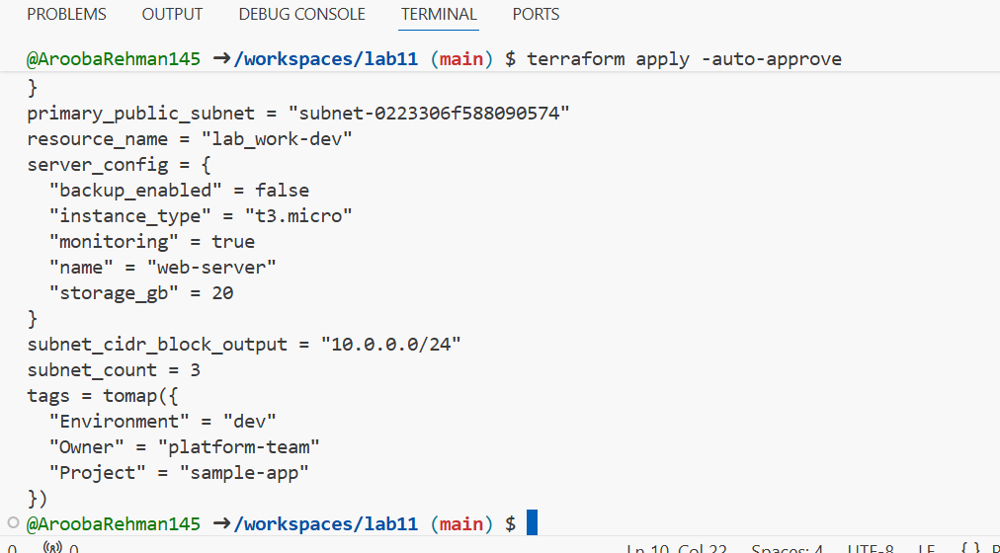 PROBLEMS OUTPUT DEBUG CONSOLE TERMINAL PORTS
@AroobaRehman145 ➜/workspaces/lab11 (main) $ terraform apply -auto-approve
}
primary_public_subnet = "subnet-0223306f588090574"
resource_name = "lab_work-dev"
server_config = {
  "backup_enabled" = false
  "instance_type" = "t3.micro"
  "monitoring" = true
  "name" = "web-server"
  "storage_gb" = 20
}
subnet_cidr_block_output = "10.0.0.0/24"
subnet_count = 3
tags = tomap({
  "Environment" = "dev"
  "Owner" = "platform-team"
  "Project" = "sample-app"
})
@AroobaRehman145 ➜/workspaces/lab11 (main) $
0 0 Ln 10, Col 22 Spaces: 4 UTF-8 LF { }